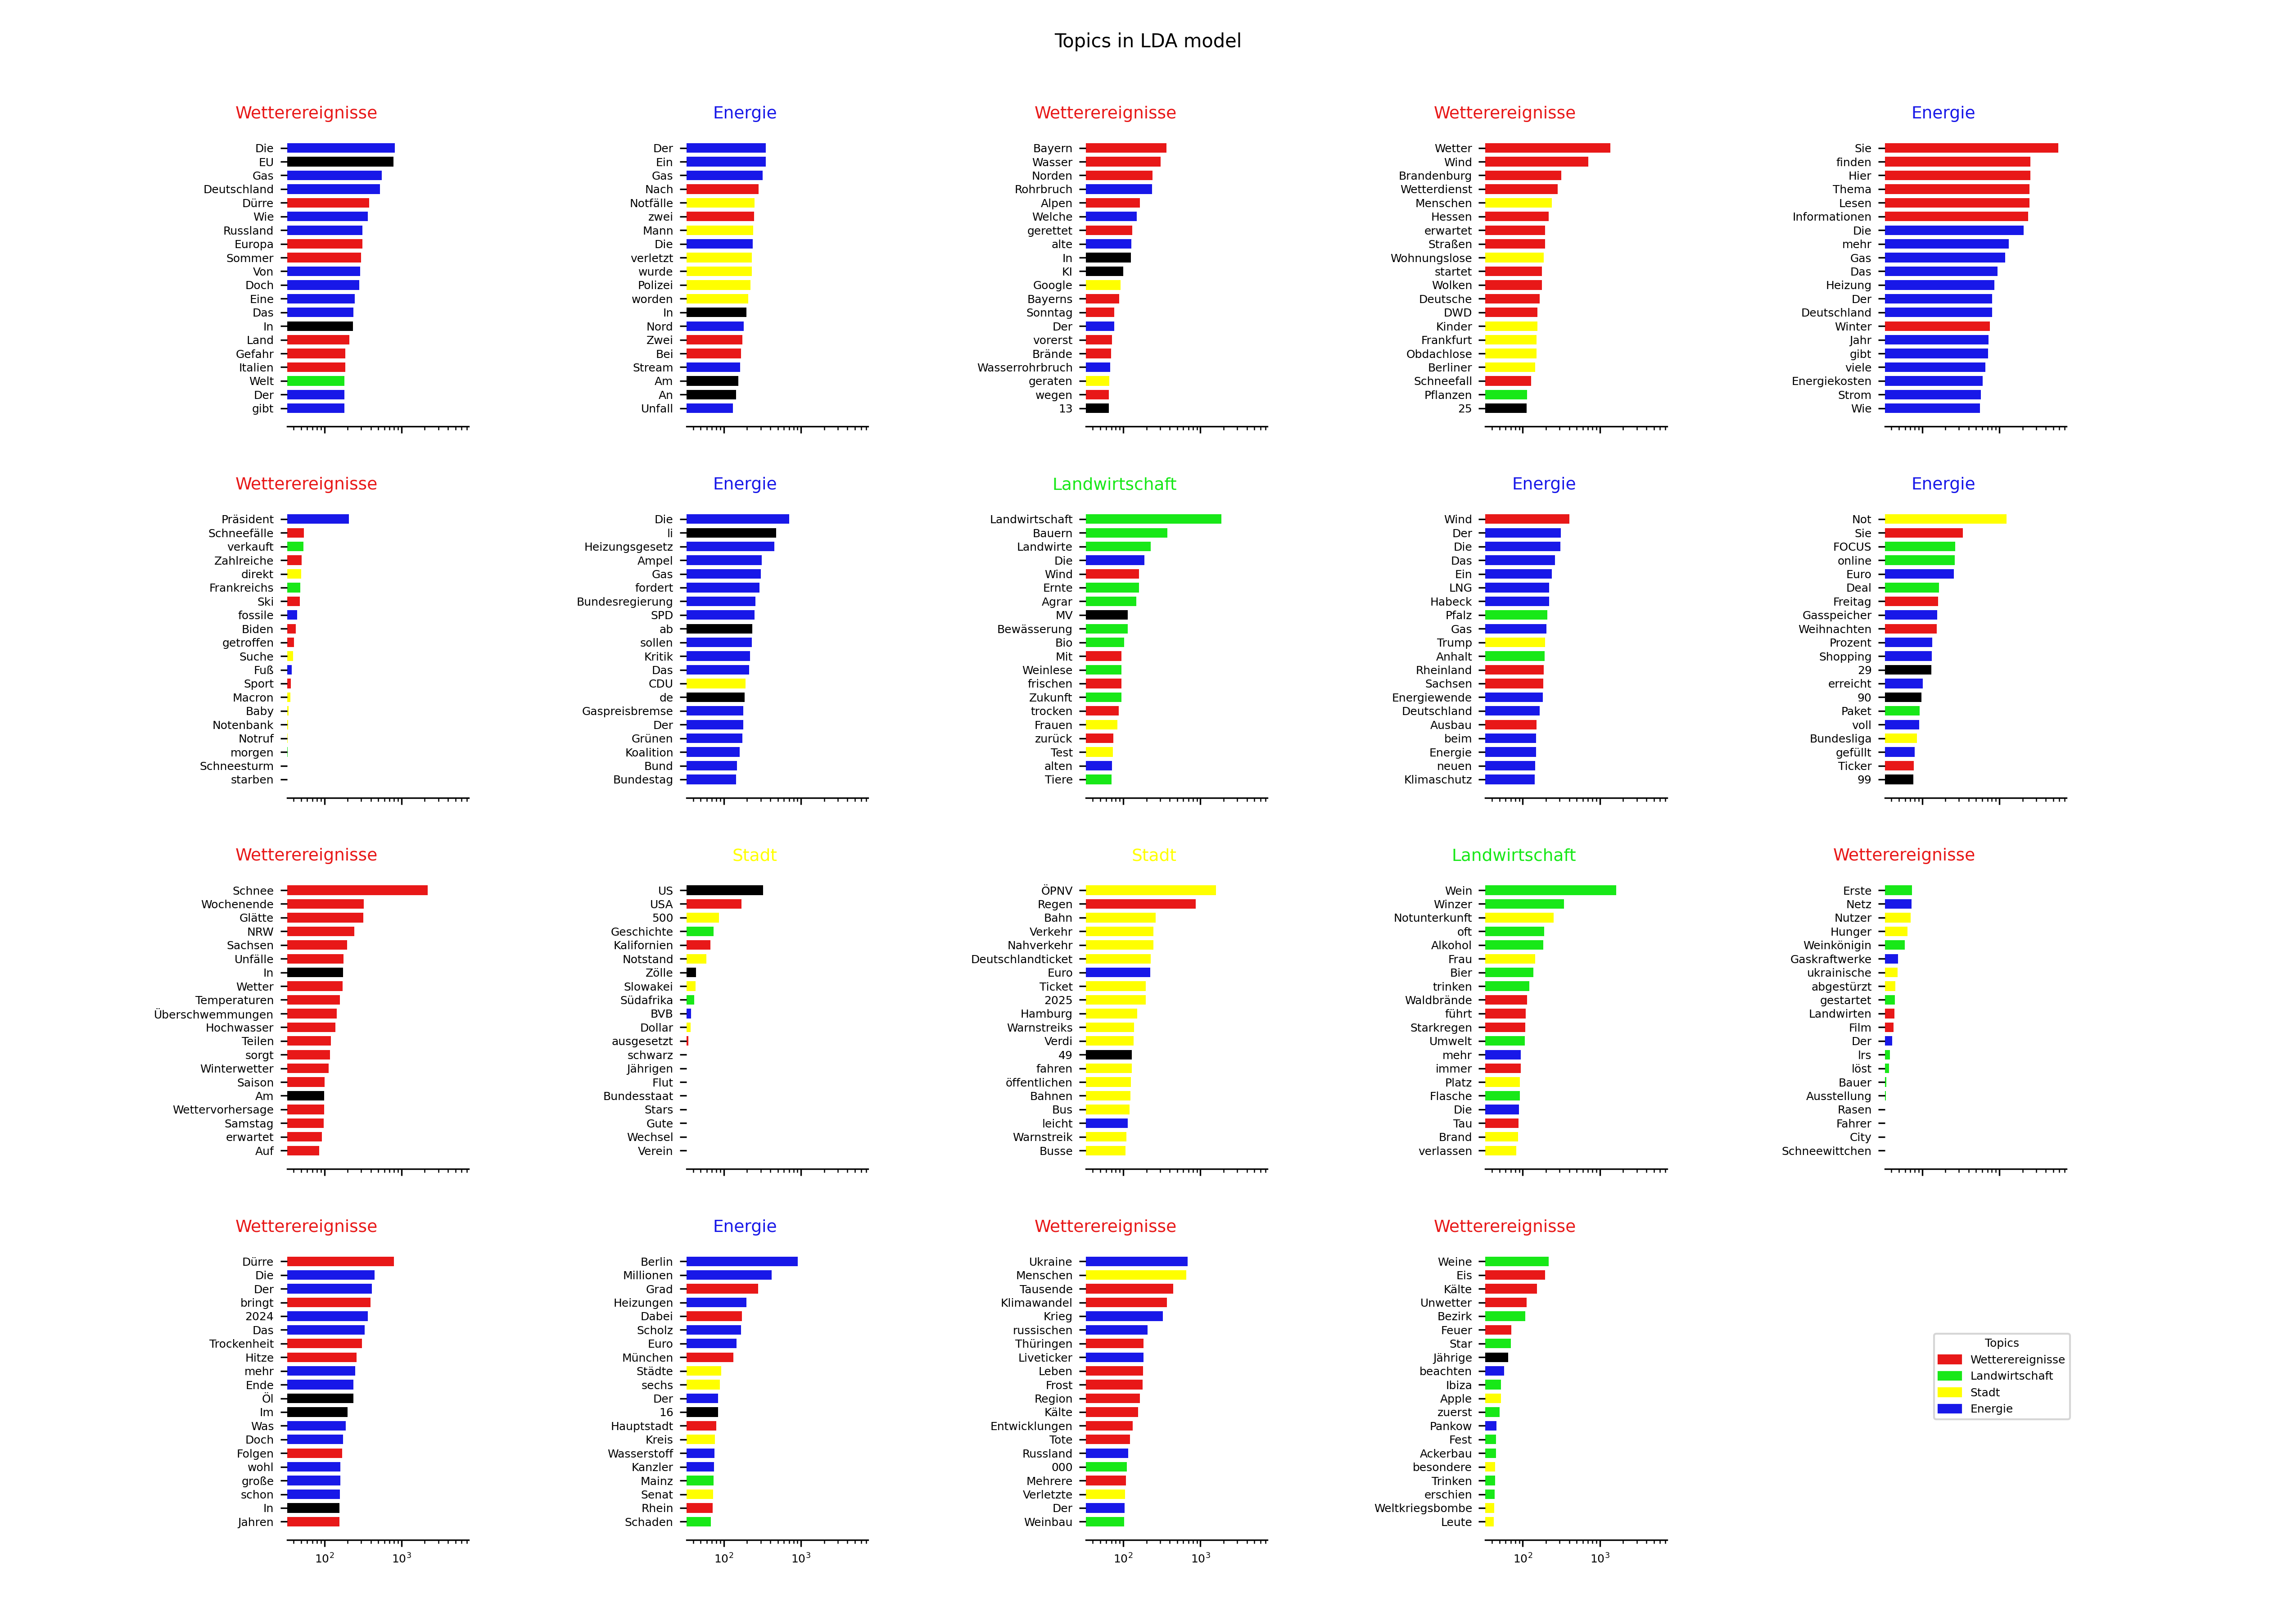 Topics in LDA model
Wetterereignisse
Die
EU
Gas
Deutschland
Dürre
Wie
Russland
Europa
Sommer
Von
Doch
Eine
Das
In
Land
Gefahr
Italien
Welt
Der
gibt
Energie
Der
Ein
Gas
Nach
Notfälle
zwei
Mann
Die
verletzt
wurde
Polizei
worden
In
Nord
Zwei
Bei
Stream
Am
An
Unfall
Wetterereignisse
Bayern
Wasser
Norden
Rohrbruch
Alpen
Welche
gerettet
alte
In
KI
Google
Bayerns
Sonntag
Der
vorerst
Brände
Wasserrohrbruch
geraten
wegen
13
Wetterereignisse
Wetter
Wind
Brandenburg
Wetterdienst
Menschen
Hessen
erwartet
Straßen
Wohnungslose
startet
Wolken
Deutsche
DWD
Kinder
Frankfurt
Obdachlose
Berliner
Schneefall
Pflanzen
25
Energie
Sie
finden
Hier
Thema
Lesen
Informationen
Die
mehr
Gas
Das
Heizung
Der
Deutschland
Winter
Jahr
gibt
viele
Energiekosten
Strom
Wie
Wetterereignisse
Präsident
Schneefälle
verkauft
Zahlreiche
direkt
Frankreichs
Ski
fossile
Biden
getroffen
Suche
Fuß
Sport
Macron
Baby
Notenbank
Notruf
morgen
Schneesturm
starben
Energie
Die
li
Heizungsgesetz
Ampel
Gas
fordert
Bundesregierung
SPD
ab
sollen
Kritik
Das
CDU
de
Gaspreisbremse
Der
Grünen
Koalition
Bund
Bundestag
Landwirtschaft
Landwirtschaft
Bauern
Landwirte
Die
Wind
Ernte
Agrar
MV
Bewässerung
Bio
Mit
Weinlese
frischen
Zukunft
trocken
Frauen
zurück
Test
alten
Tiere
Energie
Wind
Der
Die
Das
Ein
LNG
Habeck
Pfalz
Gas
Trump
Anhalt
Rheinland
Sachsen
Energiewende
Deutschland
Ausbau
beim
Energie
neuen
Klimaschutz
Energie
Not
Sie
FOCUS
online
Euro
Deal
Freitag
Gasspeicher
Weihnachten
Prozent
Shopping
29
erreicht
90
Paket
voll
Bundesliga
gefüllt
Ticker
99
Wetterereignisse
Schnee
Wochenende
Glätte
NRW
Sachsen
Unfälle
In
Wetter
Temperaturen
Überschwemmungen
Hochwasser
Teilen
sorgt
Winterwetter
Saison
Am
Wettervorhersage
Samstag
erwartet
Auf
Stadt
US
USA
500
Geschichte
Kalifornien
Notstand
Zölle
Slowakei
Südafrika
BVB
Dollar
ausgesetzt
schwarz
Jährigen
Flut
Bundesstaat
Stars
Gute
Wechsel
Verein
Stadt
ÖPNV
Regen
Bahn
Verkehr
Nahverkehr
Deutschlandticket
Euro
Ticket
2025
Hamburg
Warnstreiks
Verdi
49
fahren
öffentlichen
Bahnen
Bus
leicht
Warnstreik
Busse
Landwirtschaft
Wein
Winzer
Notunterkunft
oft
Alkohol
Frau
Bier
trinken
Waldbrände
führt
Starkregen
Umwelt
mehr
immer
Platz
Flasche
Die
Tau
Brand
verlassen
Wetterereignisse
Erste
Netz
Nutzer
Hunger
Weinkönigin
Gaskraftwerke
ukrainische
abgestürzt
gestartet
Landwirten
Film
Der
lrs
löst
Bauer
Ausstellung
Rasen
Fahrer
City
Schneewittchen
Wetterereignisse
Dürre
Die
Der
bringt
2024
Das
Trockenheit
Hitze
mehr
Ende
Öl
Im
Was
Doch
Folgen
wohl
große
schon
In
Jahren
10² 10³
Energie
Berlin
Millionen
Grad
Heizungen
Dabei
Scholz
Euro
München
Städte
sechs
Der
16
Hauptstadt
Kreis
Wasserstoff
Kanzler
Mainz
Senat
Rhein
Schaden
10² 10³
Wetterereignisse
Ukraine
Menschen
Tausende
Klimawandel
Krieg
russischen
Thüringen
Liveticker
Leben
Frost
Region
Kälte
Entwicklungen
Tote
Russland
000
Mehrere
Verletzte
Der
Weinbau
10² 10³
Wetterereignisse
Weine
Eis
Kälte
Unwetter
Bezirk
Feuer
Star
Jährige
beachten
Ibiza
Apple
zuerst
Pankow
Fest
Ackerbau
besondere
Trinken
erschien
Weltkriegsbombe
Leute
10² 10³
Topics
Wetterereignisse
Landwirtschaft
Stadt
Energie